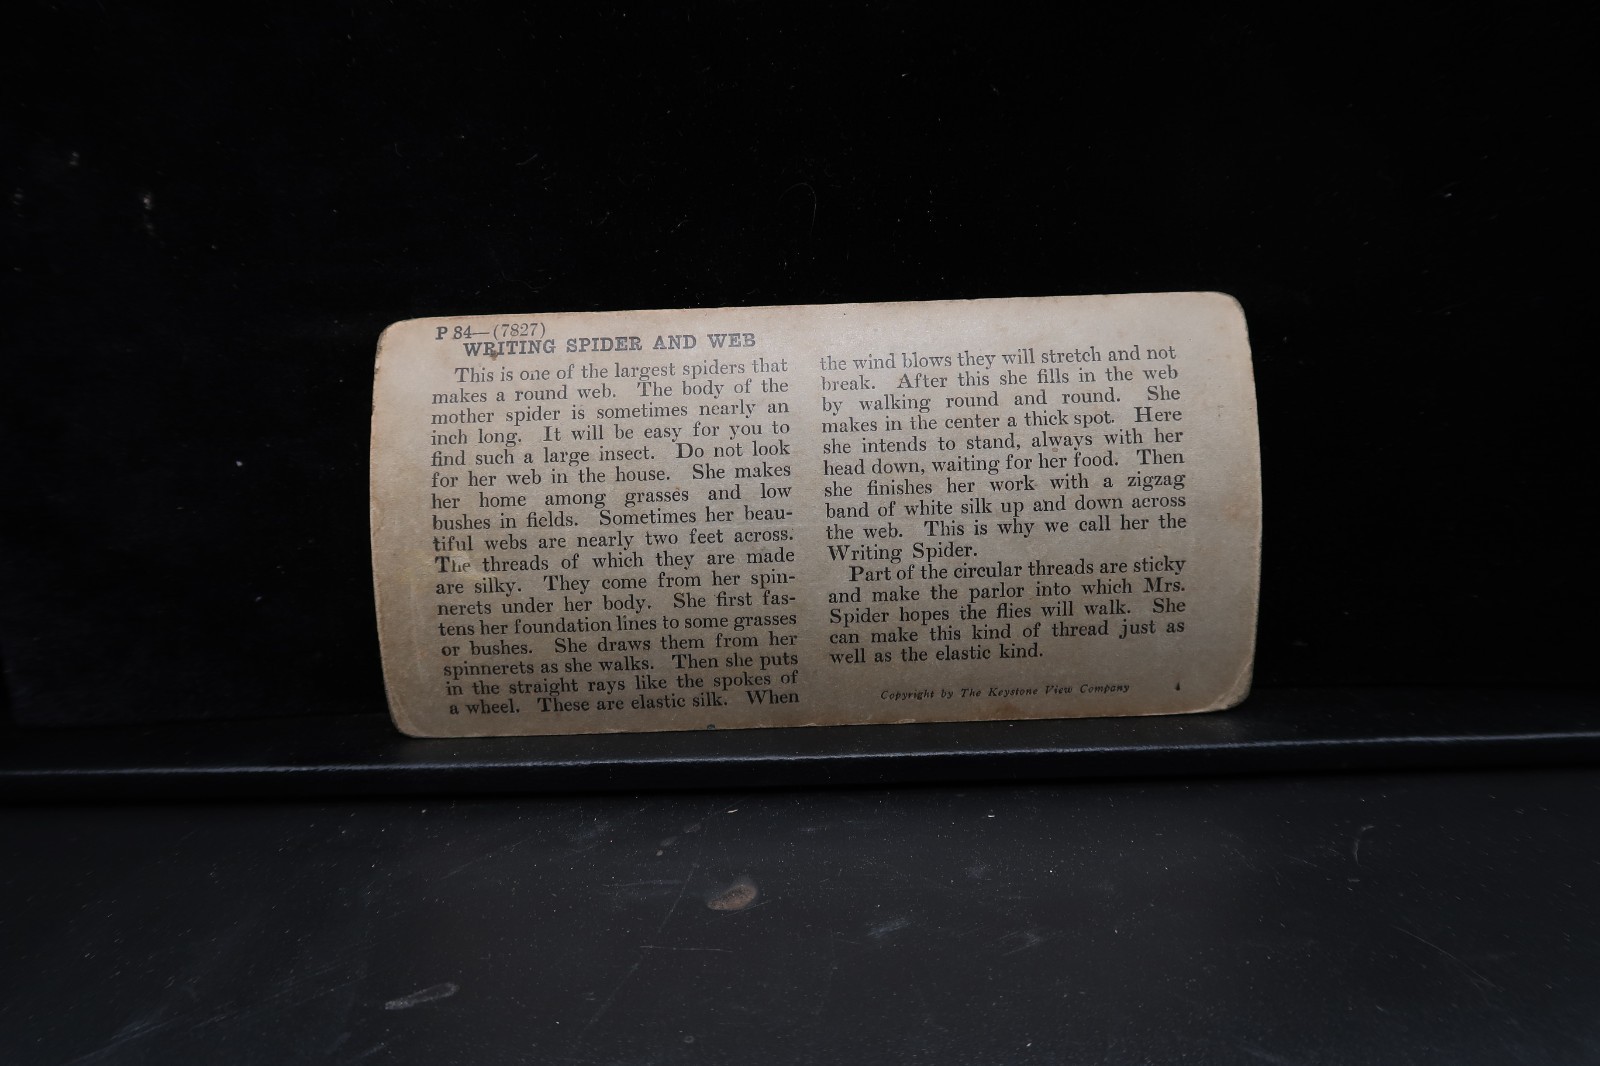 P 84—(7827)
WRITING SPIDER AND WEB
This is one of the largest spiders that
makes a round web. The body of the
mother spider is sometimes nearly an
inch long. It will be easy for you to
find such a large insect. Do not look
for her web in the house. She makes
her home among grasses and low
bushes in fields. Sometimes her beau-
tiful webs are nearly two feet across.
The threads of which they are made
are silky. They come from her spin-
nerets under her body. She first fas-
tens her foundation lines to some grasses
or bushes. She draws them from her
spinnerets as she walks. Then she puts
in the straight rays like the spokes of
a wheel. These are elastic silk. When
the wind blows they will stretch and not
break. After this she fills in the web
by walking round and round. She
makes in the center a thick spot. Here
she intends to stand, always with her
head down, waiting for her food. Then
she finishes her work with a zigzag
band of white silk up and down across
the web. This is why we call her the
Writing Spider.
Part of the circular threads are sticky
and make the parlor into which Mrs.
Spider hopes the flies will walk. She
can make this kind of thread just as
well as the elastic kind.
Copyright by The Keystone View Company